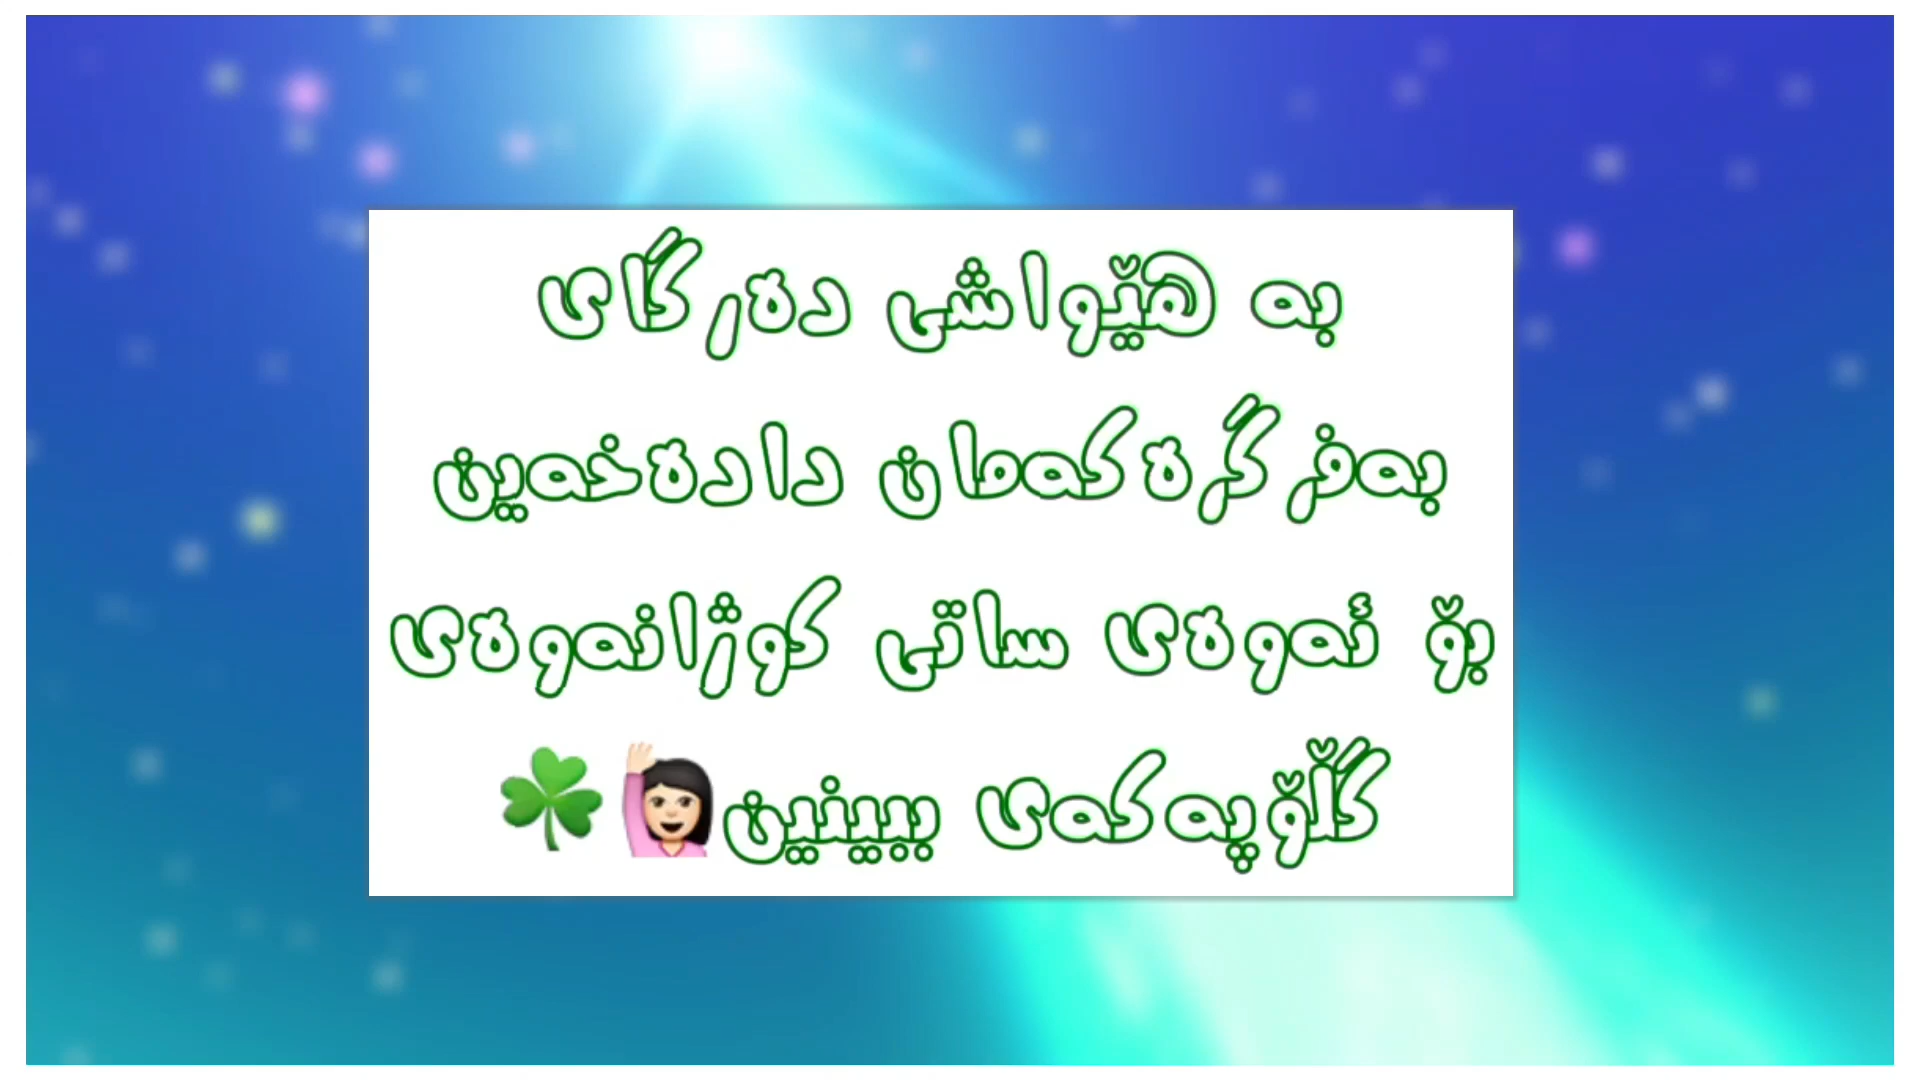 بە هێواشی دەرگای
بەفرگرەکەمان دادەخەین
بۆ ئەوەی ساتی کوژانەوەی
گڵۆپەکەی ببینین🙋🏻☘️